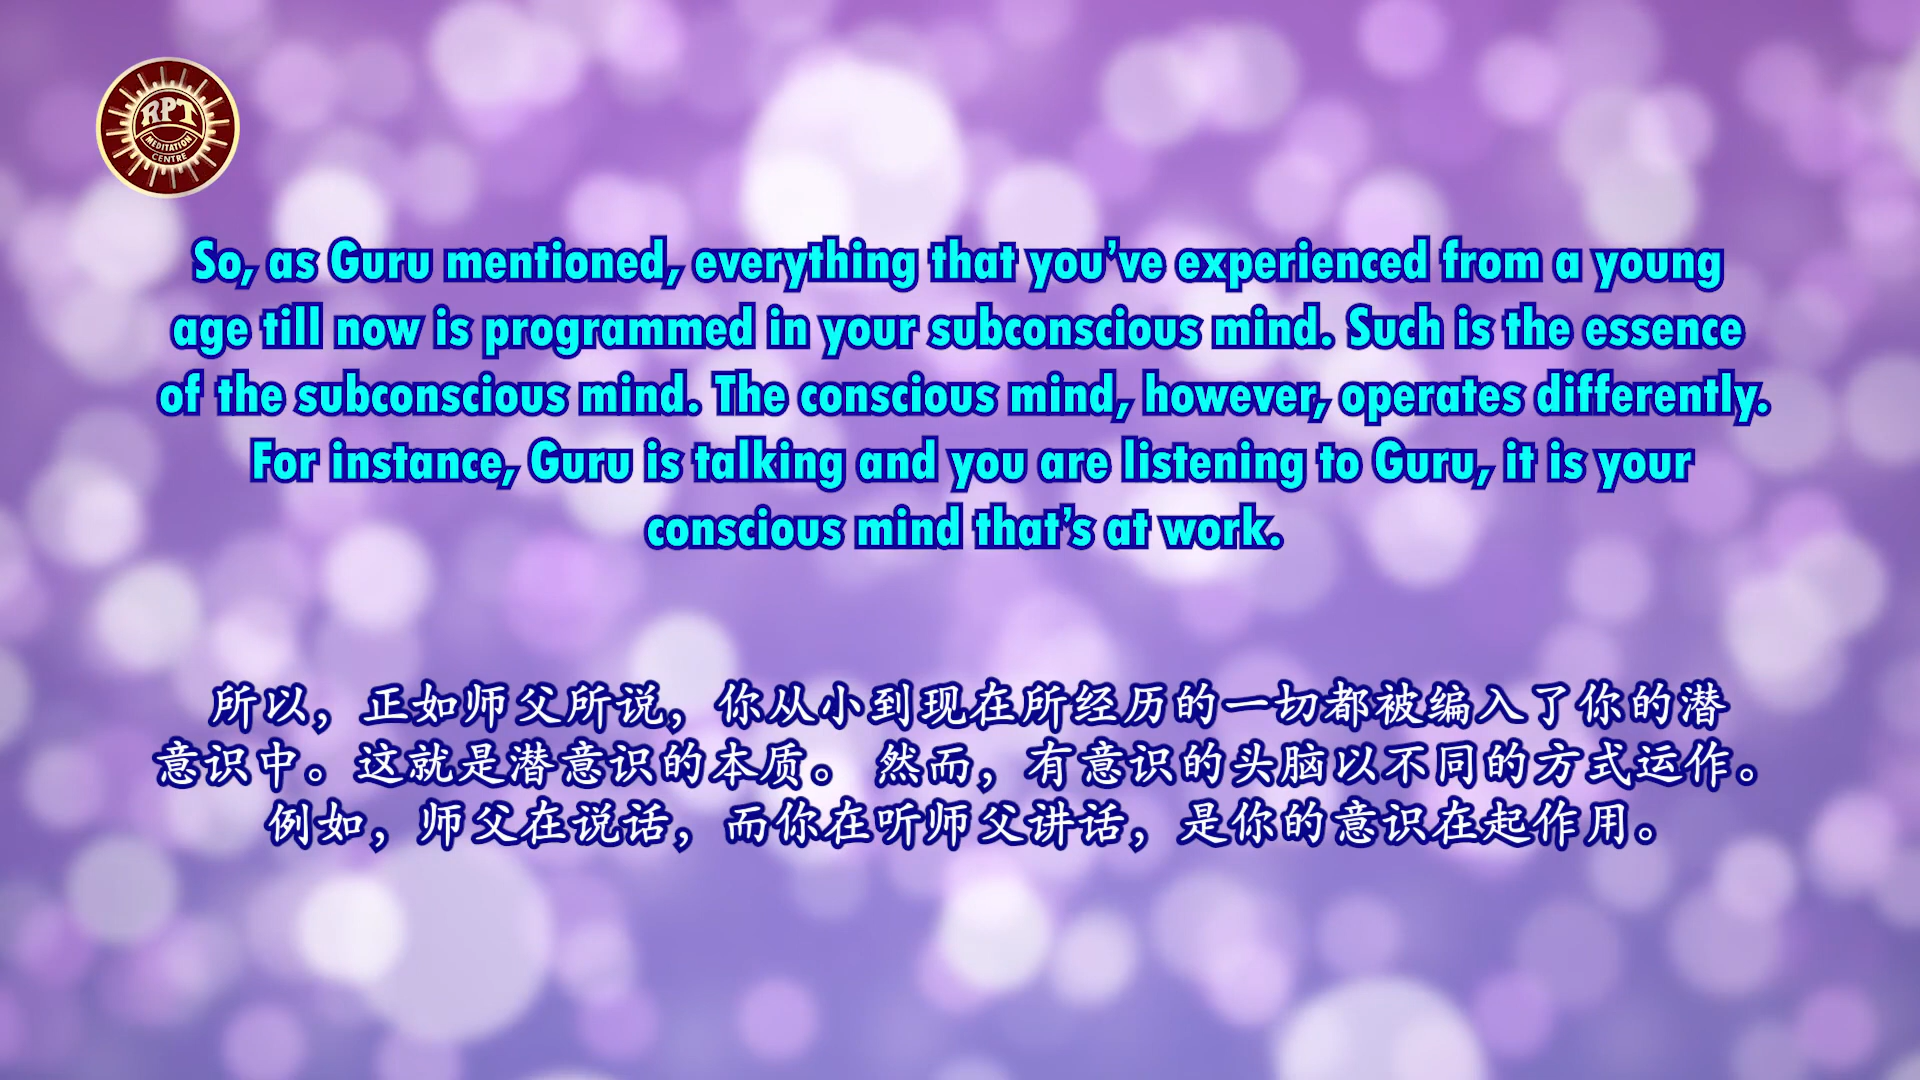 RPT
MEDITATION
CENTRE
So, as Guru mentioned, everything that you’ve experienced from a young
age till now is programmed in your subconscious mind. Such is the essence
of the subconscious mind. The conscious mind, however, operates differently.
For instance, Guru is talking and you are listening to Guru, it is your
conscious mind that’s at work.
所以，正如师父所说，你从小到现在所经历的一切都被编入了你的潜
意识中。这就是潜意识的本质。 然而，有意识的头脑以不同的方式运作。
例如，师父在说话，而你在听师父讲话，是你的意识在起作用。